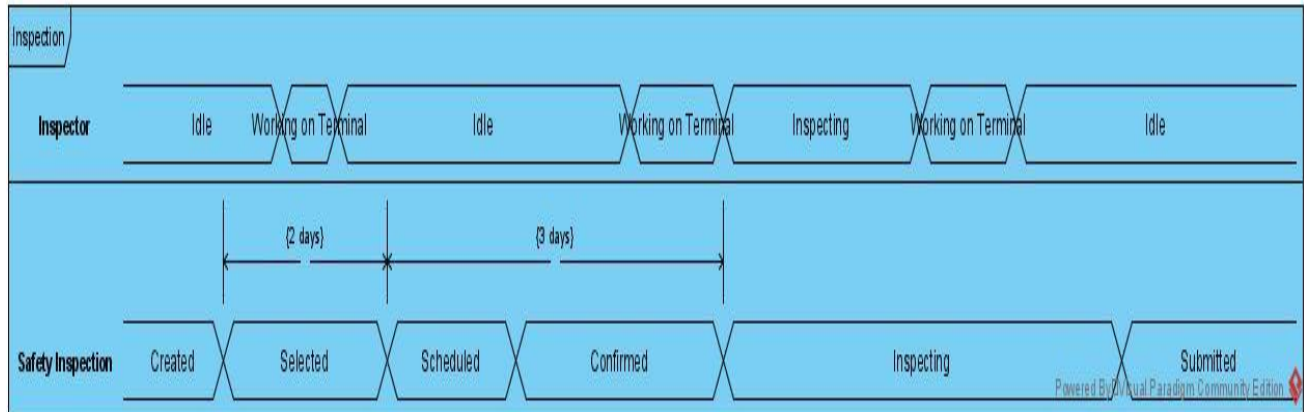 Inspection
Inspector
Idle
Working on Terminal
Idle
Working on Terminal
Inspecting
Working on Terminal
Idle
{2 days}
{3 days}
Safety Inspection
Created
Selected
Scheduled
Confirmed
Inspecting
Submitted
Powered By Visual Paradigm Community Edition